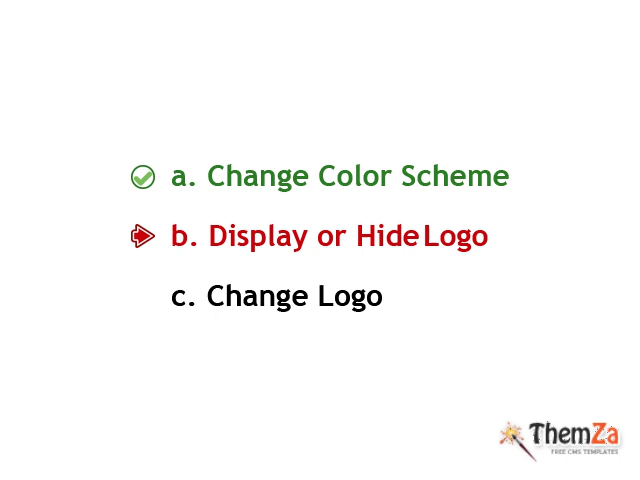 a. Change Color Scheme
b. Display or Hide Logo
c. Change Logo
ThemZa
FREE CMS TEMPLATES